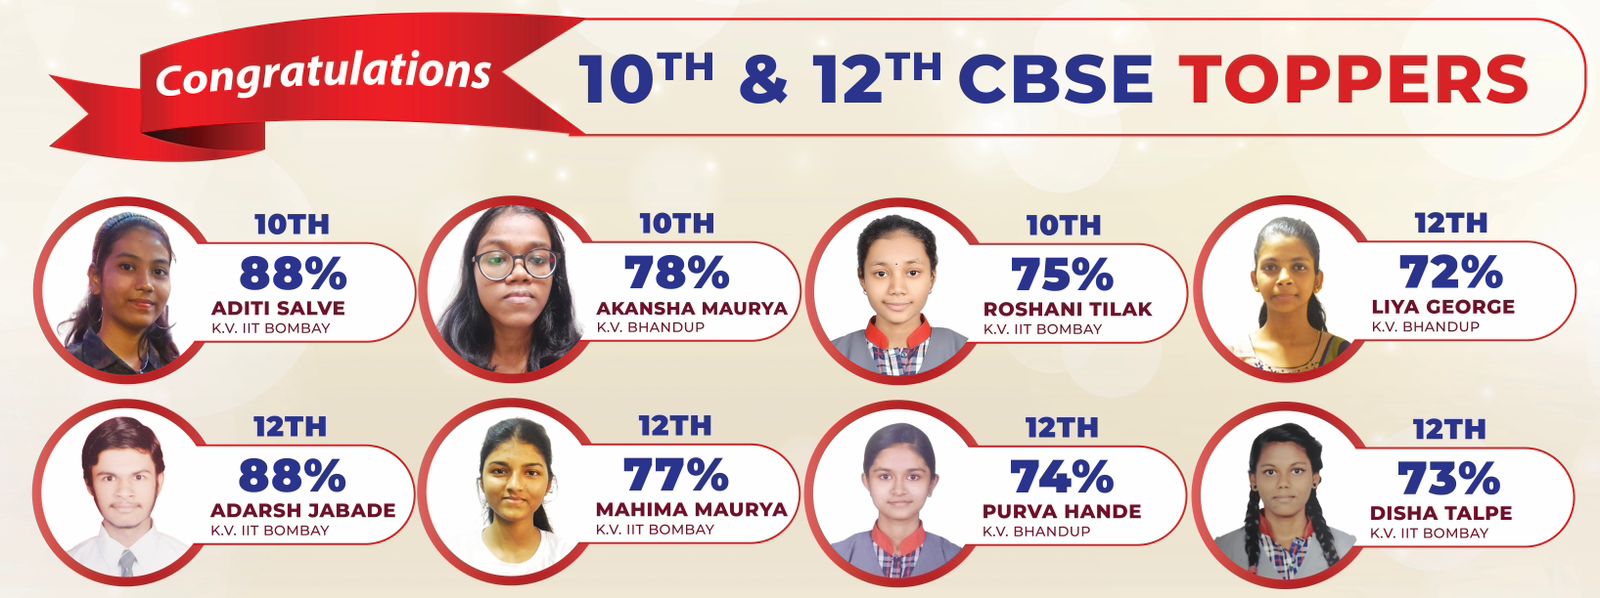 Congratulations
10TH & 12TH CBSE TOPPERS
10TH
88%
ADITI SALVE
K.V. IIT BOMBAY
10TH
78%
AKANSHA MAURYA
K.V. BHANDUP
10TH
75%
ROSHANI TILAK
K.V. IIT BOMBAY
12TH
72%
LIYA GEORGE
K.V. BHANDUP
12TH
88%
ADARSH JABADE
K.V. IIT BOMBAY
12TH
77%
MAHIMA MAURYA
K.V. IIT BOMBAY
12TH
74%
PURVA HANDE
K.V. BHANDUP
12TH
73%
DISHA TALPE
K.V. IIT BOMBAY